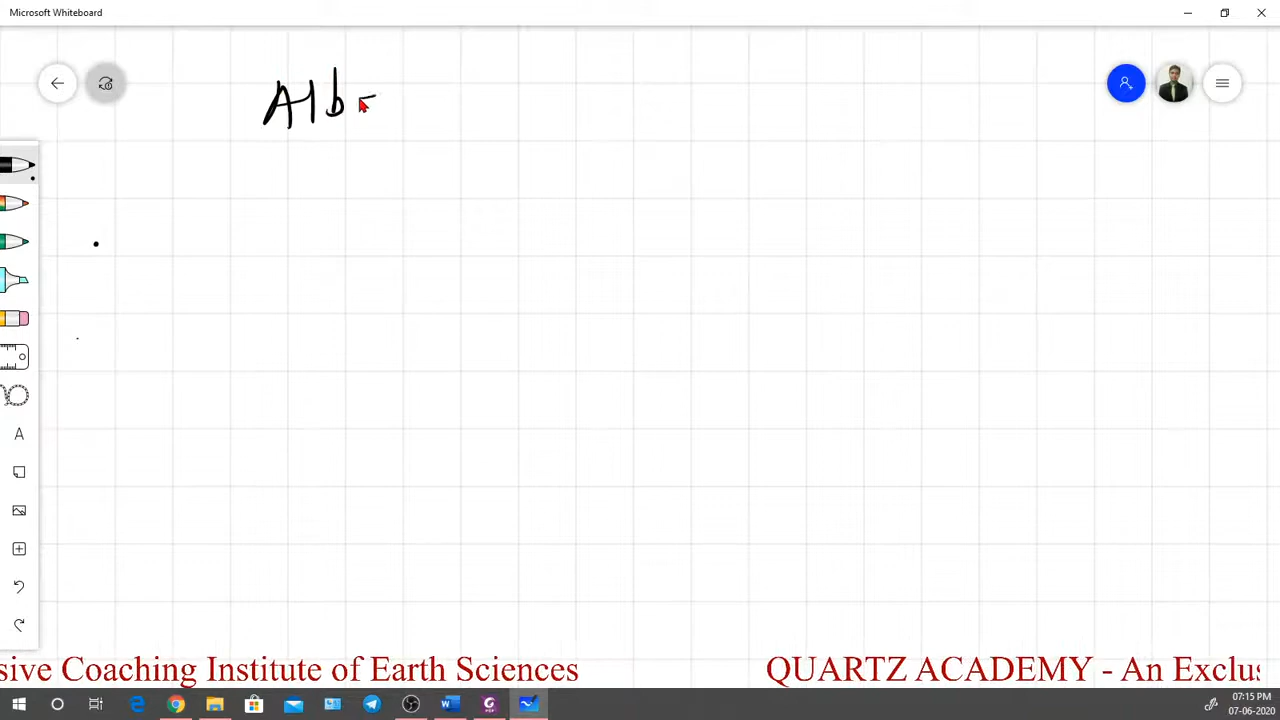 Microsoft Whiteboard
Alb
A
sive Coaching Institute of Earth Sciences QUARTZ ACADEMY - An Exclu
07:15 PM
07-06-2020